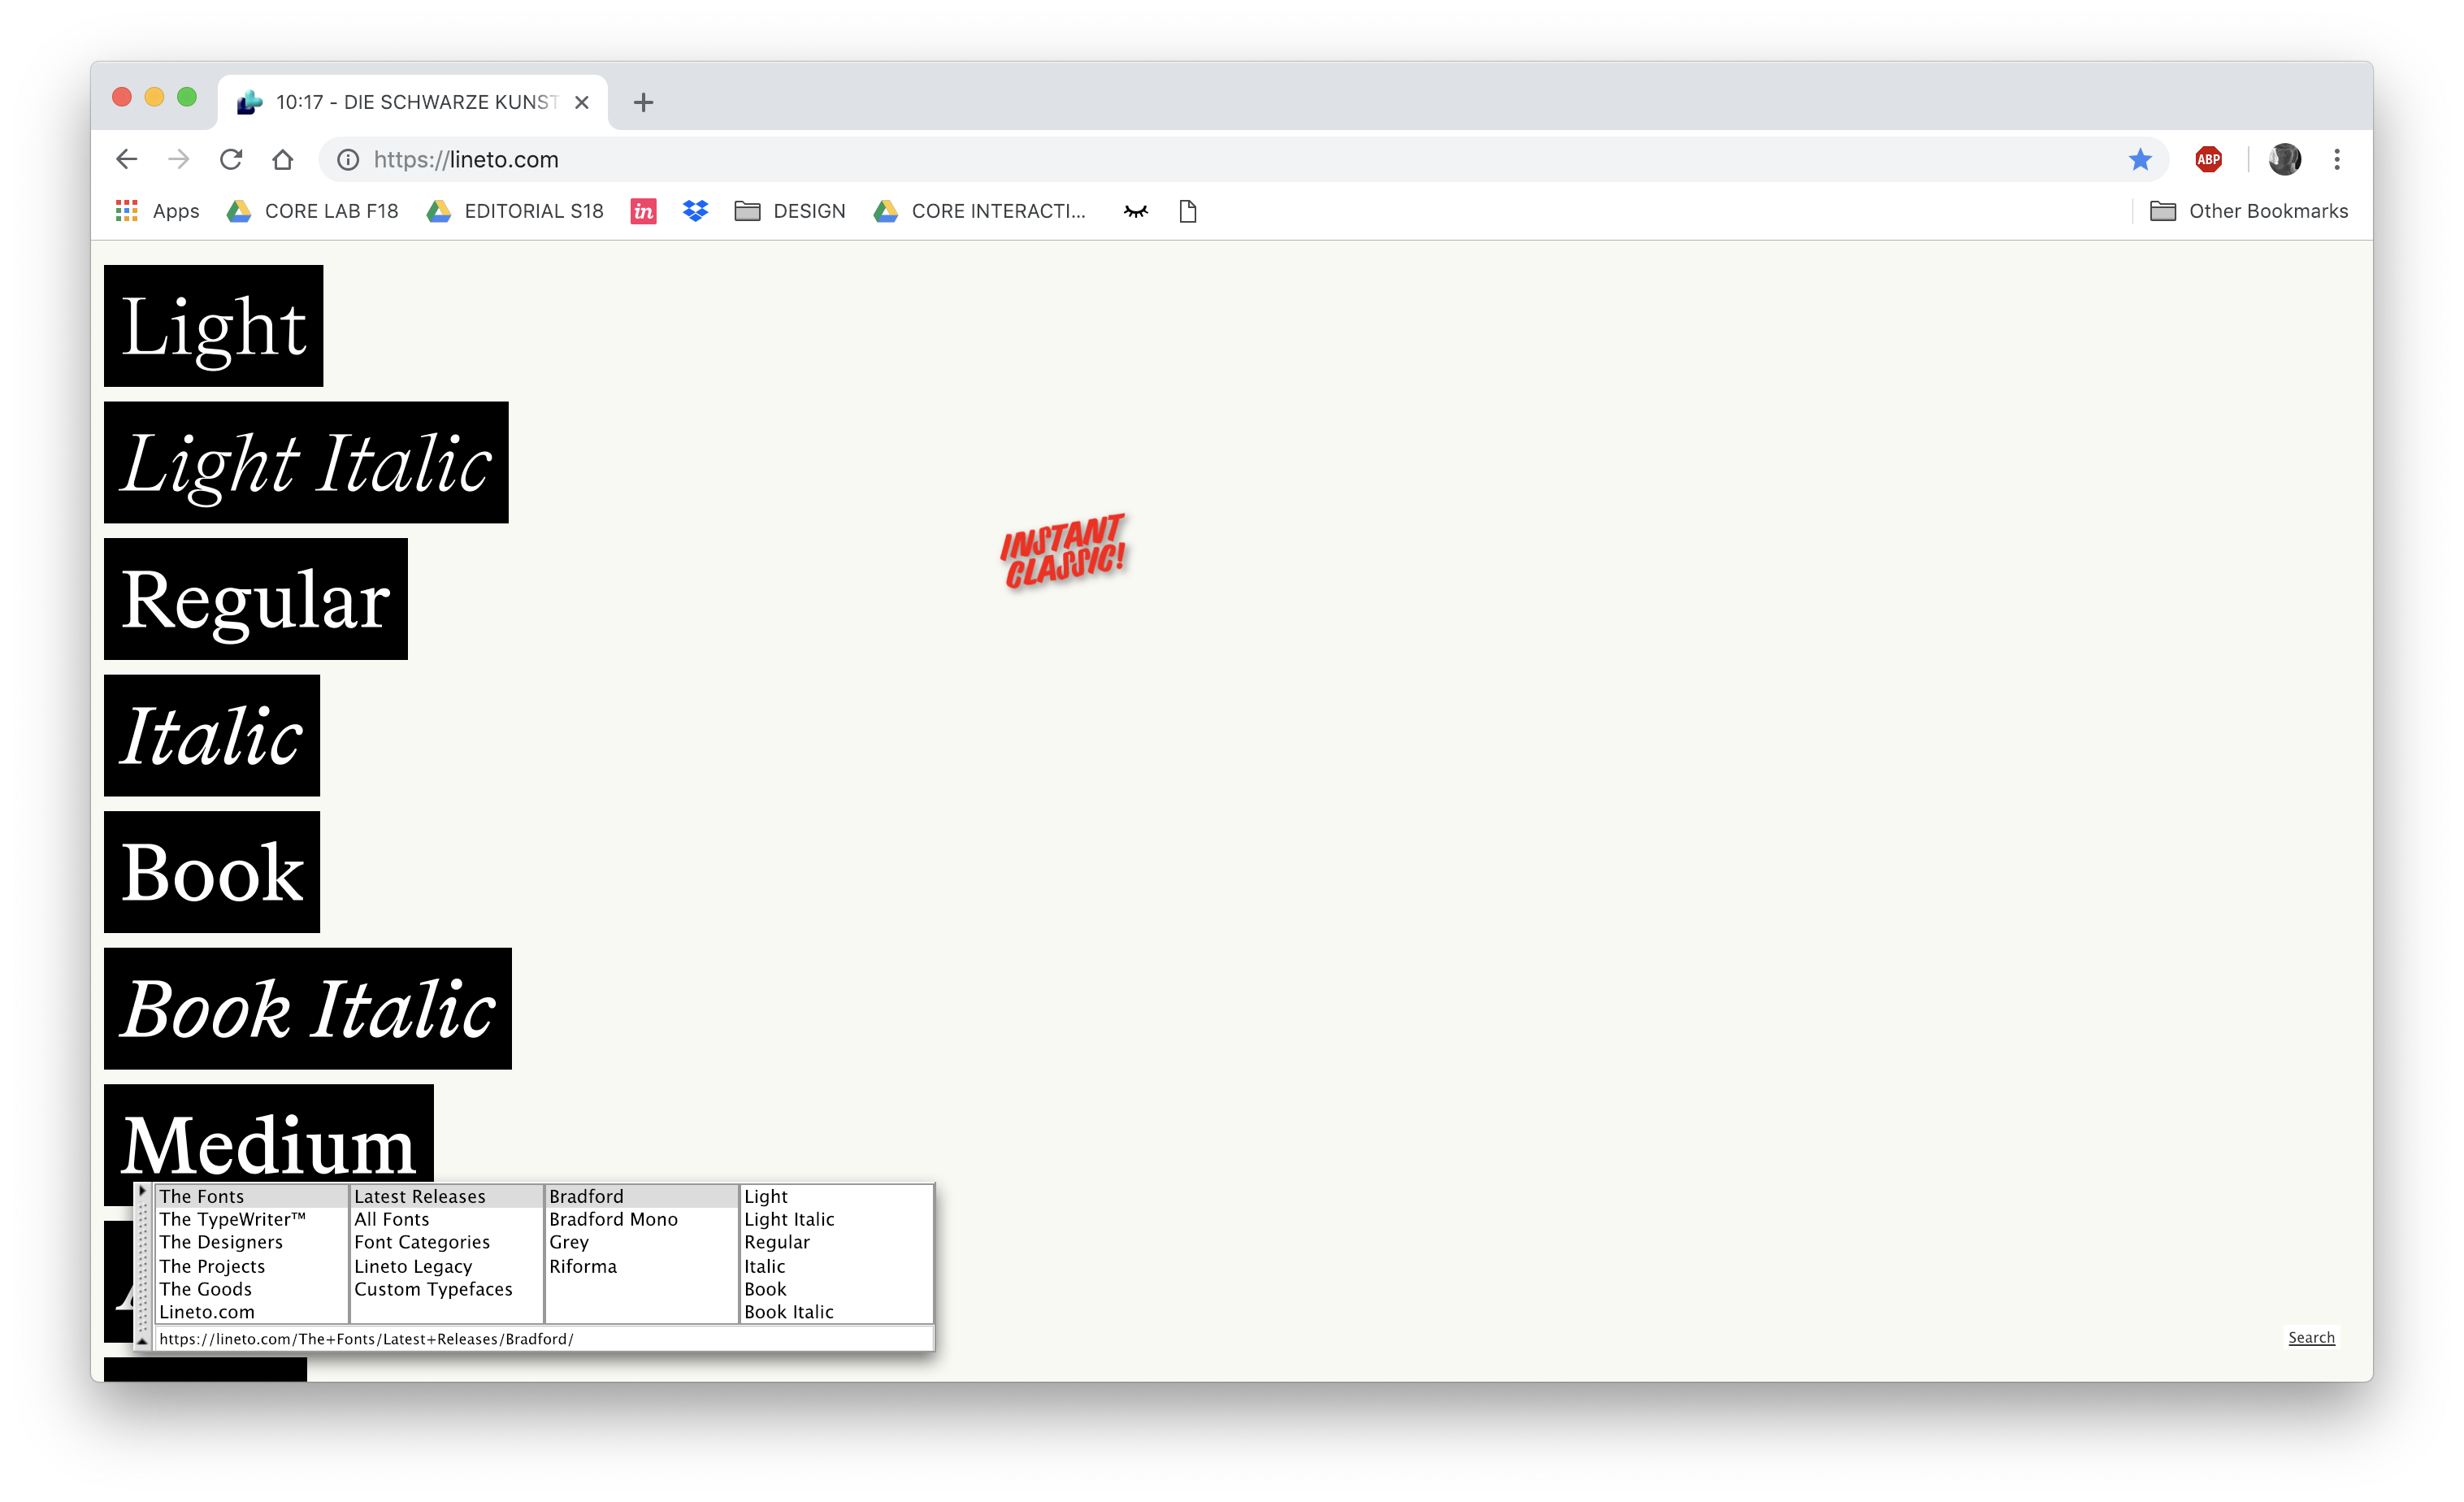 10:17 - DIE SCHWARZE KUNST
https://lineto.com
ABP
Apps
CORE LAB F18
EDITORIAL S18
in
DESIGN
CORE INTERACTI...
Other Bookmarks
Light
Light Italic
Regular
Italic
Book
Book Italic
Medium
INSTANT
CLASSIC!
The Fonts
The TypeWriter™
The Designers
The Projects
The Goods
Lineto.com
Latest Releases
All Fonts
Font Categories
Lineto Legacy
Custom Typefaces
Bradford
Bradford Mono
Grey
Riforma
Light
Light Italic
Regular
Italic
Book
Book Italic
https://lineto.com/The+Fonts/Latest+Releases/Bradford/
Search